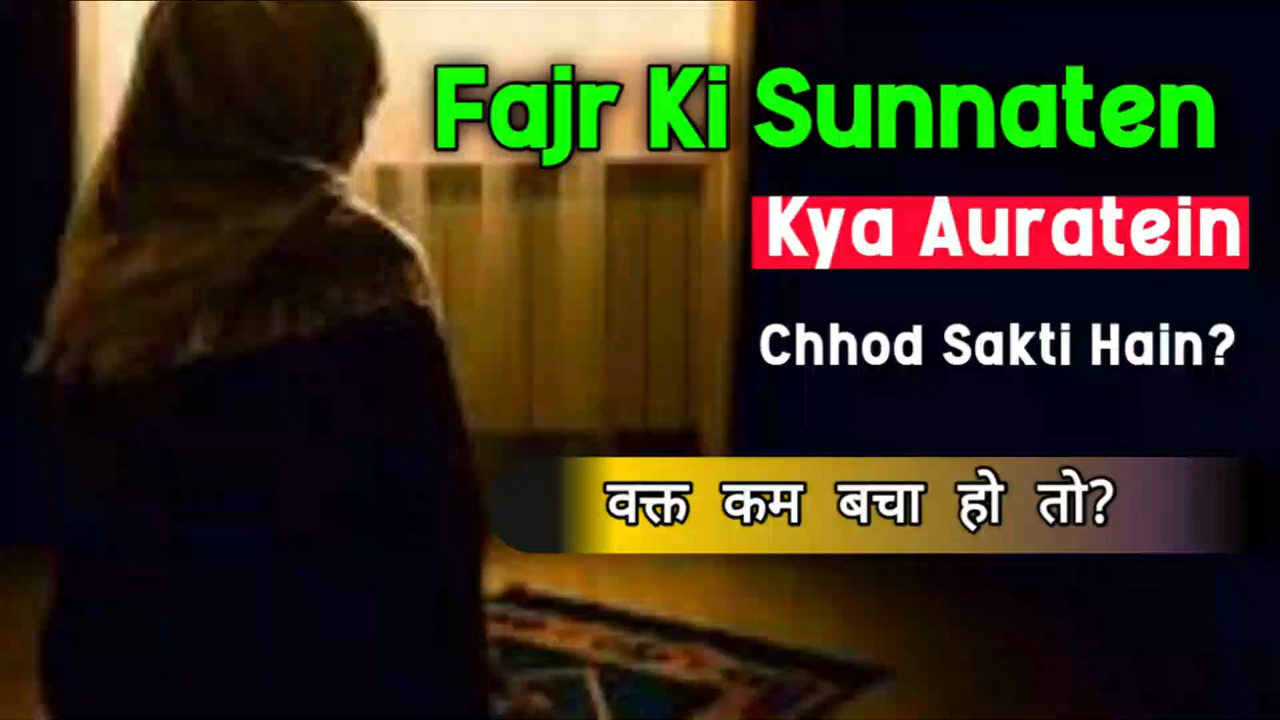 Fajr Ki Sunnaten
Kya Auratein
Chhod Sakti Hain?
वक्त कम बचा हो तो?